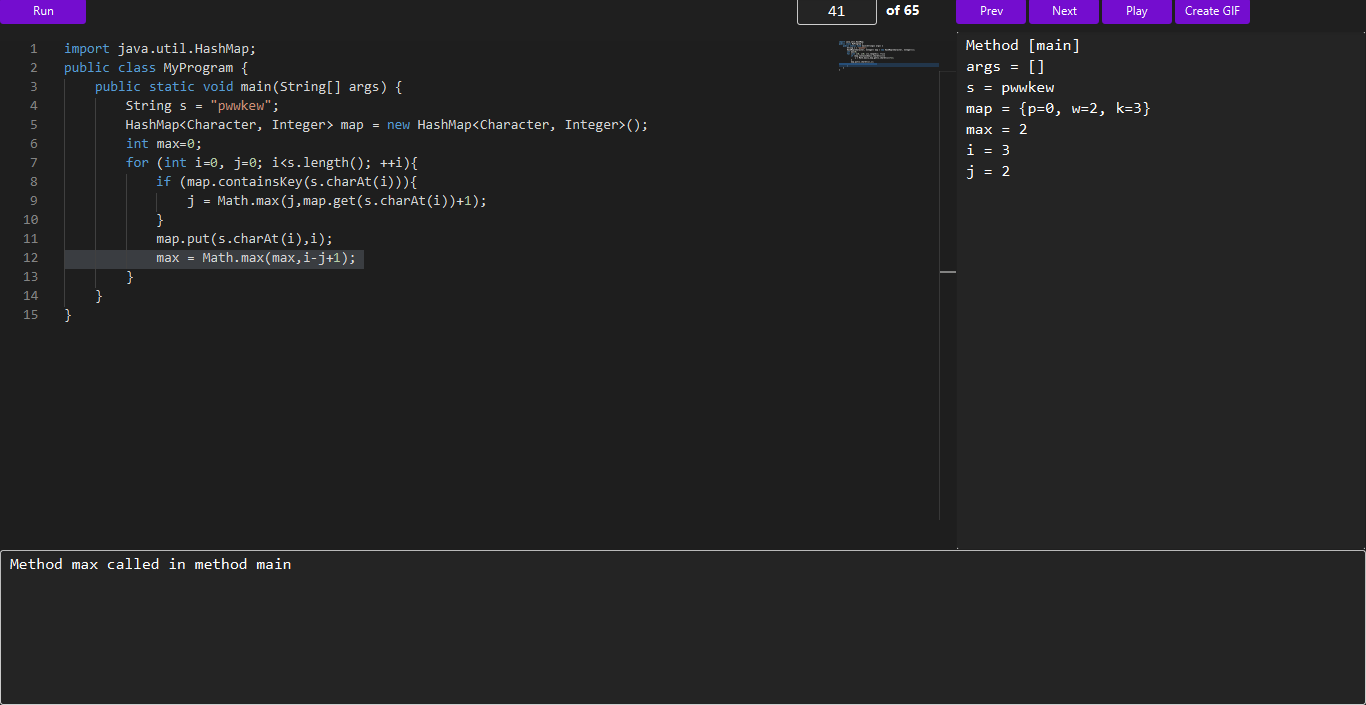 Run 41 of 65 Prev Next Play Create GIF
1 import java.util.HashMap;
2 public class MyProgram {
3 public static void main(String[] args) {
4 String s = "pwwkew";
5 HashMap<Character, Integer> map = new HashMap<Character, Integer>();
6 int max=0;
7 for (int i=0, j=0; i<s.length(); ++i){
8 if (map.containsKey(s.charAt(i))){
9 j = Math.max(j,map.get(s.charAt(i))+1);
10 }
11 map.put(s.charAt(i),i);
12 max = Math.max(max,i-j+1);
13 }
14 }
15 }
Method [main]
args = []
s = pwwkew
map = {p=0, w=2, k=3}
max = 2
i = 3
j = 2
Method max called in method main